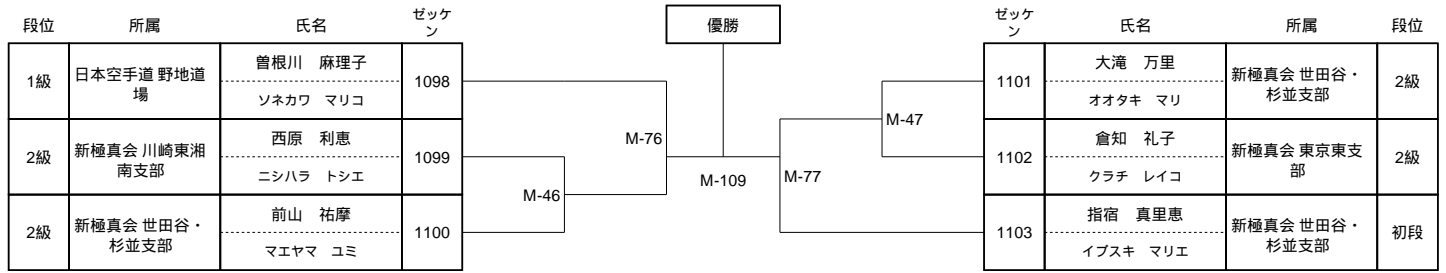 段位 所属 氏名 ゼッケ
ン
1級 日本空手道 野地道
場 曽根川 麻理子
ソネカワ マリコ 1098
2級 新極真会 川崎東湘
南支部 西原 利恵
ニシハラ トシエ 1099
2級 新極真会 世田谷・
杉並支部 前山 祐摩
マエヤマ ユミ 1100
M-46
M-76
優勝
M-109
M-77
M-47
ゼッケ
ン 氏名 所属 段位
1101 大滝 万里
オオタキ マリ 新極真会 世田谷・
杉並支部 2級
1102 倉知 礼子
クラチ レイコ 新極真会 東京東支
部 2級
1103 指宿 真里恵
イブスキ マリエ 新極真会 世田谷・
杉並支部 初段